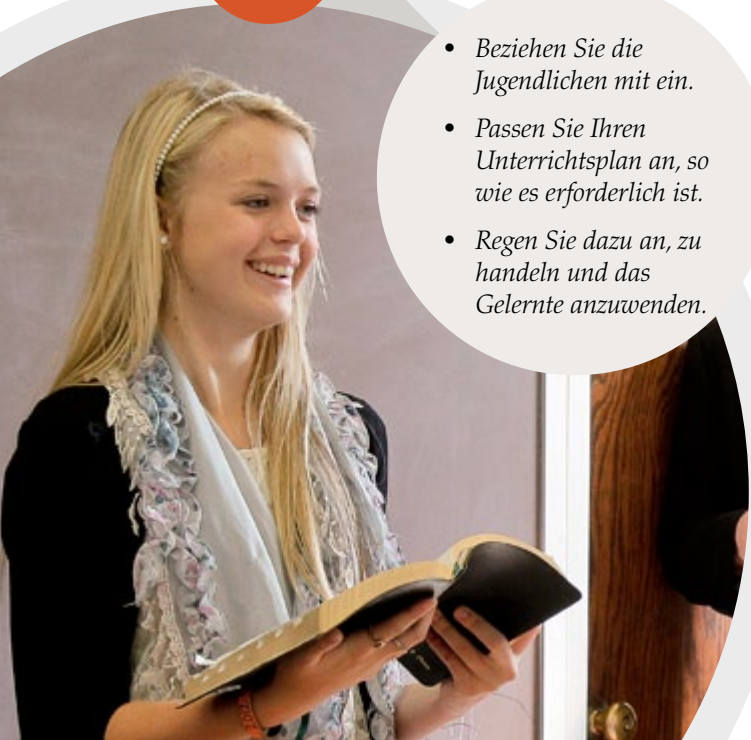 • Beziehen Sie die
Jugendlichen mit ein.
• Passen Sie Ihren
Unterrichtsplan an, so
wie es erforderlich ist.
• Regen Sie dazu an, zu
handeln und das
Gelernte anzuwenden.